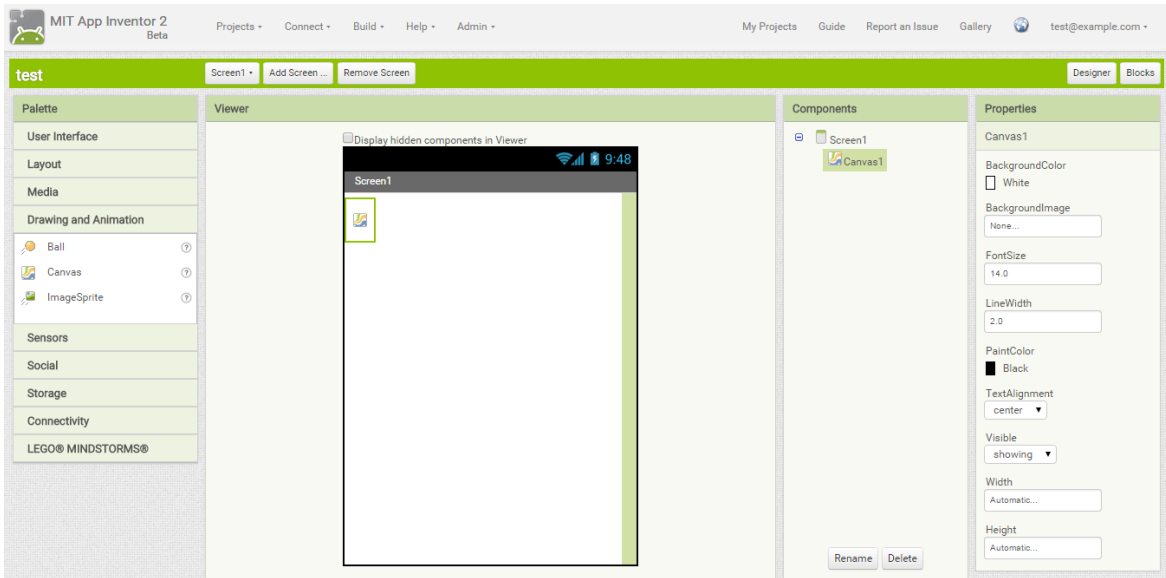 MIT App Inventor 2
Beta
Projects Connect Build Help Admin
My Projects Guide Report an Issue Gallery test@example.com
test
Screen1 Add Screen ... Remove Screen
Designer Blocks
Palette
User Interface
Layout
Media
Drawing and Animation
Ball ?
Canvas ?
ImageSprite ?
Sensors
Social
Storage
Connectivity
LEGO® MINDSTORMS®
Viewer
Display hidden components in Viewer
9:48
Screen1
Components
Screen1
Canvas1
Rename Delete
Properties
Canvas1
BackgroundColor
White
BackgroundImage
None...
FontSize
14.0
LineWidth
2.0
PaintColor
Black
TextAlignment
center
Visible
showing
Width
Automatic...
Height
Automatic...